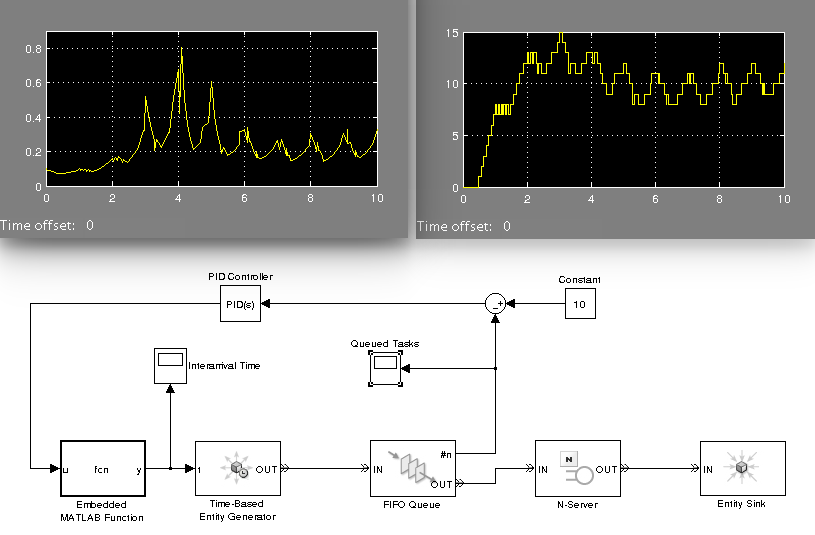 0.8
0.6
0.4
0.2
0
0 2 4 6 8 10
Time offset: 0
15
10
5
0
0 2 4 6 8 10
Time offset: 0
PID Controller
PID(s)
Constant
10
Queued Tasks
Interarrival Time
u fcn y
Embedded
MATLAB Function
t OUT
Time-Based
Entity Generator
IN #n
OUT
FIFO Queue
IN N OUT
N-Server
IN
Entity Sink